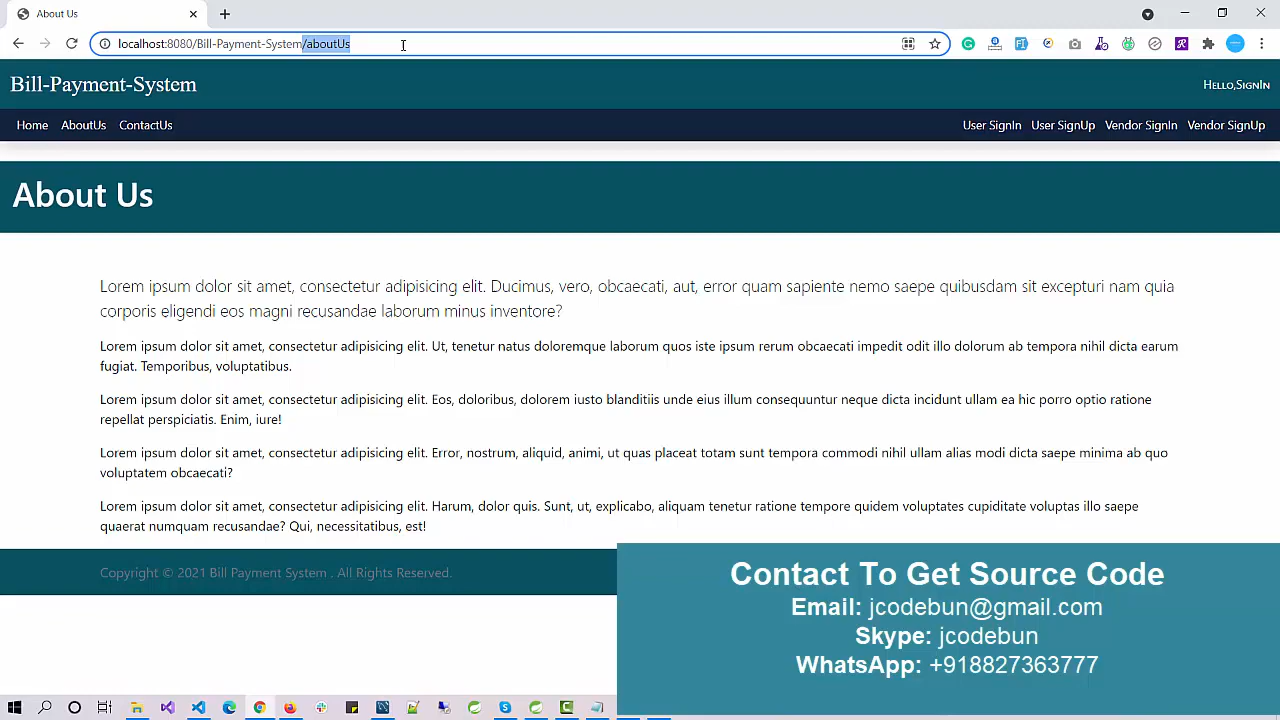 About Us
localhost:8080/Bill-Payment-System/aboutUs
Bill-Payment-System
Hello,SignIn
Home AboutUs ContactUs
User SignIn User SignUp Vendor SignIn Vendor SignUp
About Us
Lorem ipsum dolor sit amet, consectetur adipisicing elit. Ducimus, vero, obcaecati, aut, error quam sapiente nemo saepe quibusdam sit excepturi nam quia
corporis eligendi eos magni recusandae laborum minus inventore?
Lorem ipsum dolor sit amet, consectetur adipisicing elit. Ut, tenetur natus doloremque laborum quos iste ipsum rerum obcaecati impedit odit illo dolorum ab tempora nihil dicta earum
fugiat. Temporibus, voluptatibus.
Lorem ipsum dolor sit amet, consectetur adipisicing elit. Eos, doloribus, dolorem iusto blanditiis unde eius illum consequuntur neque dicta incidunt ullam ea hic porro optio ratione
repellat perspiciatis. Enim, iure!
Lorem ipsum dolor sit amet, consectetur adipisicing elit. Error, nostrum, aliquid, animi, ut quas placeat totam sunt tempora commodi nihil ullam alias modi dicta saepe minima ab quo
voluptatem obcaecati?
Lorem ipsum dolor sit amet, consectetur adipisicing elit. Harum, dolor quis. Sunt, ut, explicabo, aliquam tenetur ratione tempore quidem voluptates cupiditate voluptas illo saepe
quaerat numquam recusandae? Qui, necessitatibus, est!
Copyright © 2021 Bill Payment System . All Rights Reserved.
Contact To Get Source Code
Email: jcodebun@gmail.com
Skype: jcodebun
WhatsApp: +918827363777